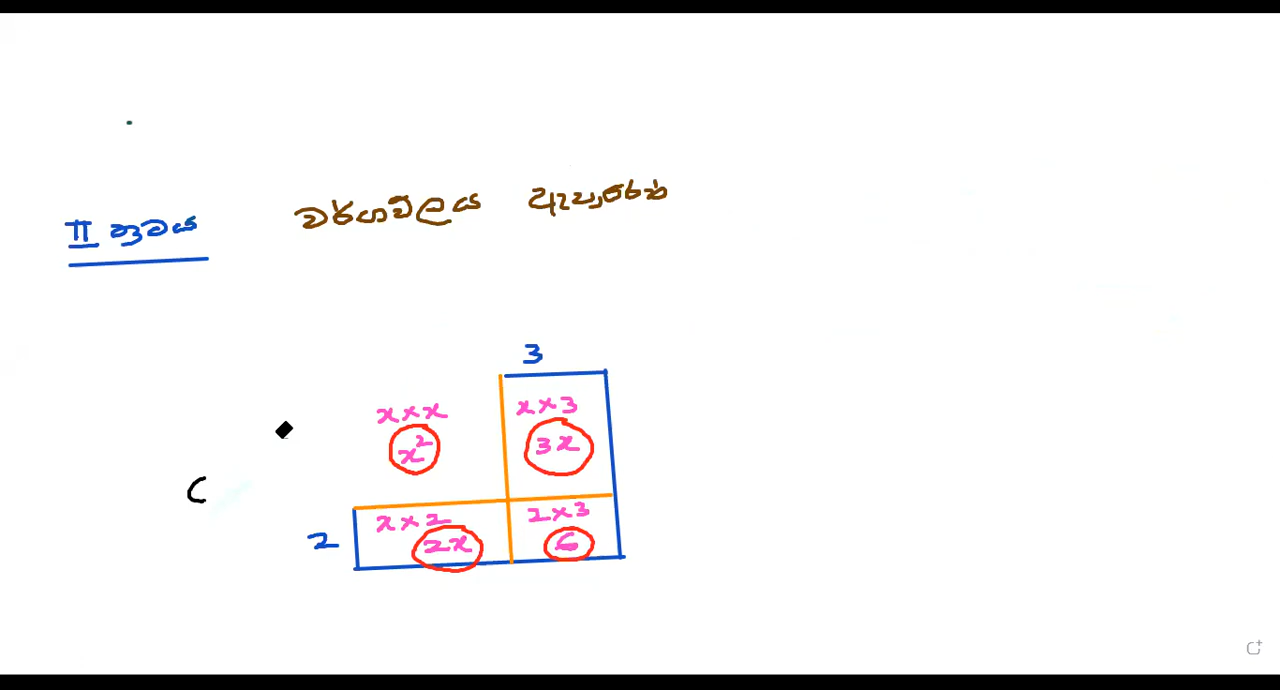 II ක්‍රමය
වර්ගඵලය ඇසුරෙන්
3
x × x
x × 3
x²
3x
x × 2
2 × 3
2
2x
6
C